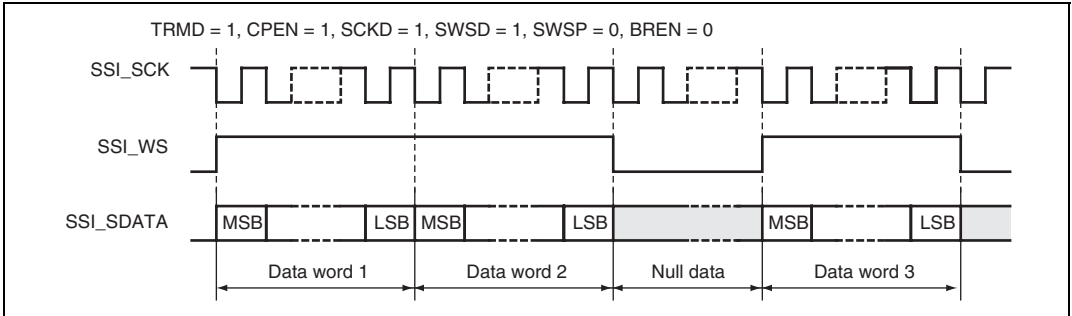 TRMD = 1, CPEN = 1, SCKD = 1, SWSD = 1, SWSP = 0, BREN = 0
SSI_SCK
SSI_WS
SSI_SDATA
MSB LSB MSB LSB MSB LSB
Data word 1 Data word 2 Null data Data word 3